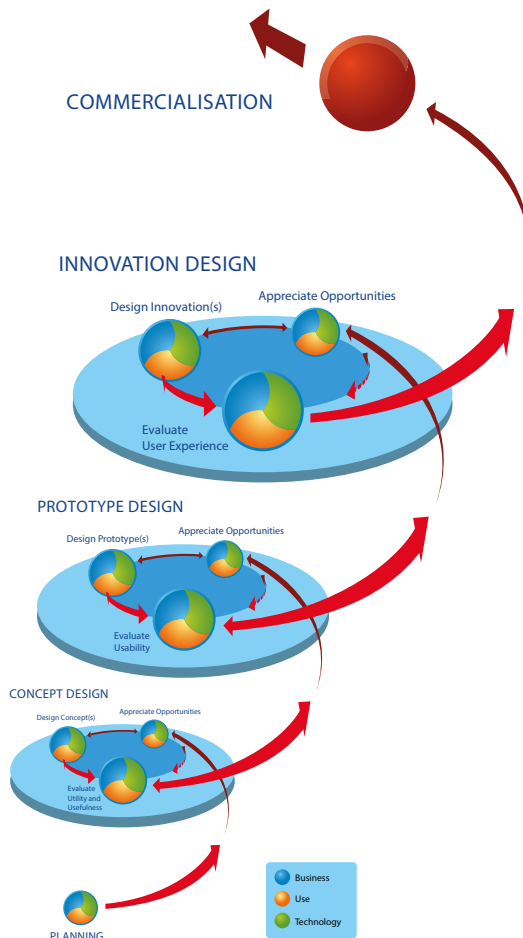 COMMERCIALISATION
INNOVATION DESIGN
Design Innovation(s)
Appreciate Opportunities
Evaluate
User Experience
PROTOTYPE DESIGN
Design Prototype(s)
Appreciate Opportunities
Evaluate
Usability
CONCEPT DESIGN
Design Concept(s)
Appreciate Opportunities
Evaluate
Utility and
Usefulness
PLANNING
Business
Use
Technology